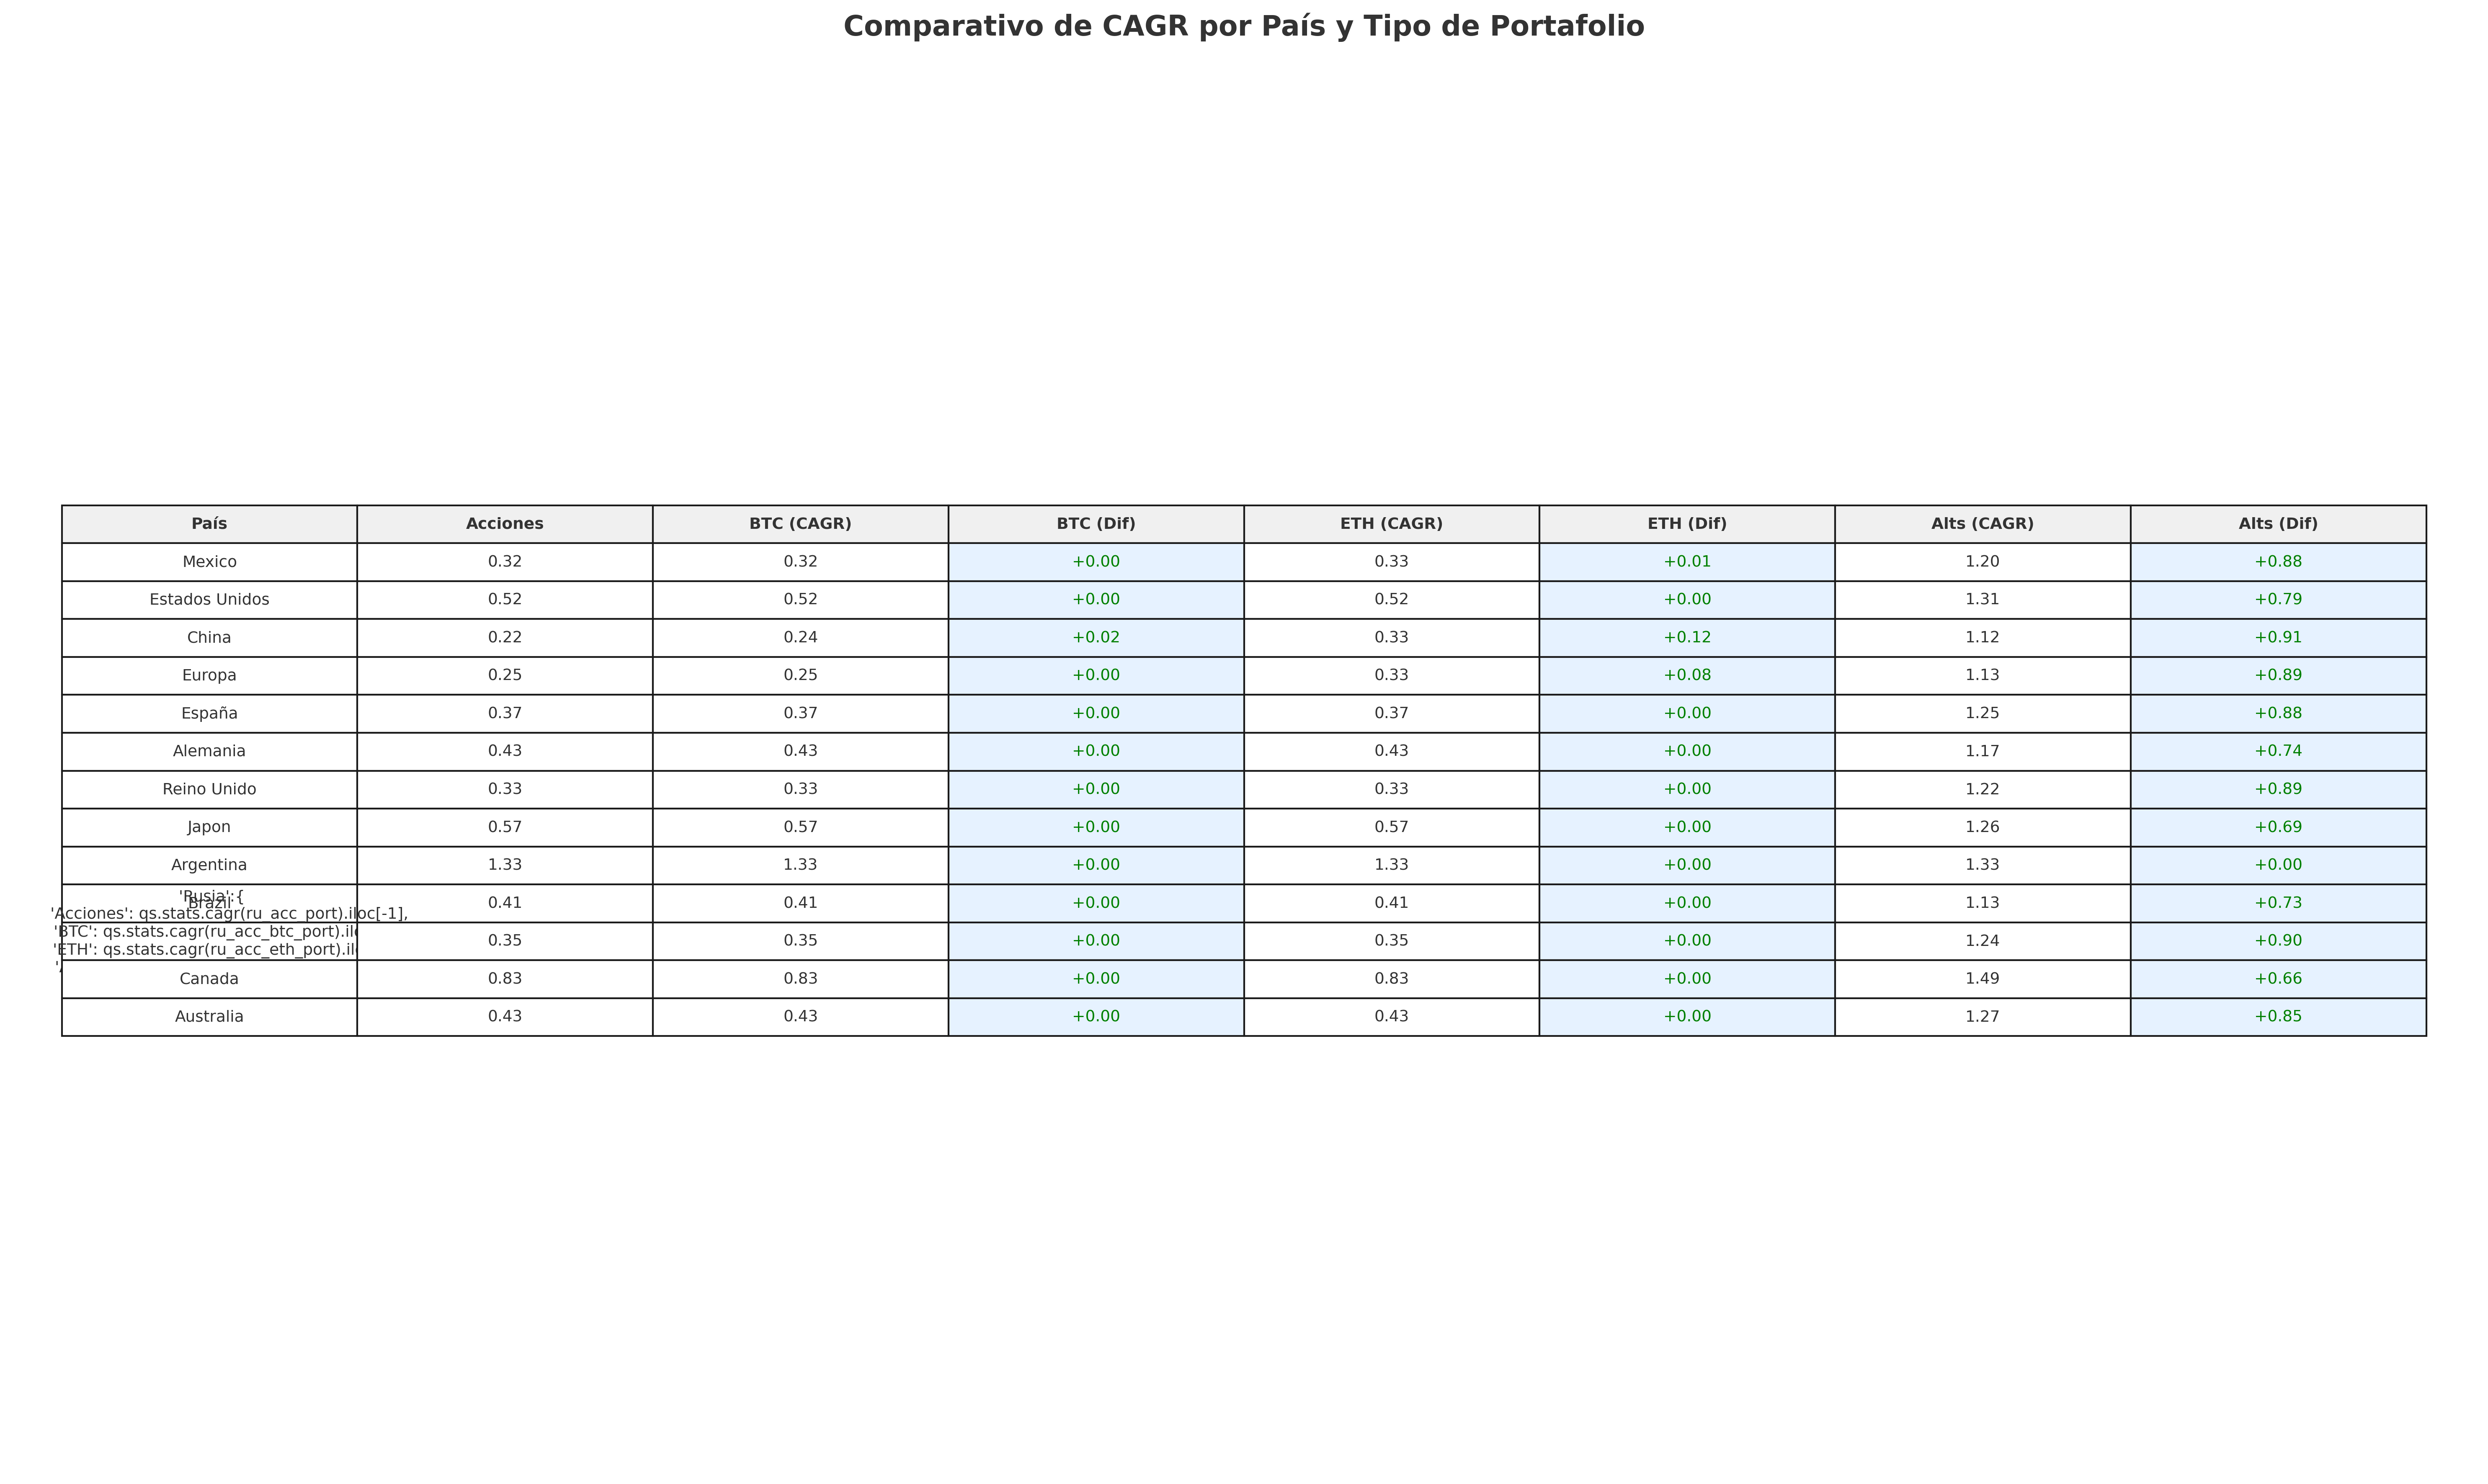 Comparativo de CAGR por País y Tipo de Portafolio
País Acciones BTC (CAGR) BTC (Dif) ETH (CAGR) ETH (Dif) Alts (CAGR) Alts (Dif)
Mexico 0.32 0.32 +0.00 0.33 +0.01 1.20 +0.88
Estados Unidos 0.52 0.52 +0.00 0.52 +0.00 1.31 +0.79
China 0.22 0.24 +0.02 0.33 +0.12 1.12 +0.91
Europa 0.25 0.25 +0.00 0.33 +0.08 1.13 +0.89
España 0.37 0.37 +0.00 0.37 +0.00 1.25 +0.88
Alemania 0.43 0.43 +0.00 0.43 +0.00 1.17 +0.74
Reino Unido 0.33 0.33 +0.00 0.33 +0.00 1.22 +0.89
Japon 0.57 0.57 +0.00 0.57 +0.00 1.26 +0.69
Argentina 1.33 1.33 +0.00 1.33 +0.00 1.33 +0.00
Brazil 0.41 0.41 +0.00 0.41 +0.00 1.13 +0.73
'Rusia':{
'Acciones': qs.stats.cagr(ru_acc_port).iloc[-1],
'BTC': qs.stats.cagr(ru_acc_btc_port).il
'ETH': qs.stats.cagr(ru_acc_eth_port).il
0.35 0.35 +0.00 0.35 +0.00 1.24 +0.90
Canada 0.83 0.83 +0.00 0.83 +0.00 1.49 +0.66
Australia 0.43 0.43 +0.00 0.43 +0.00 1.27 +0.85